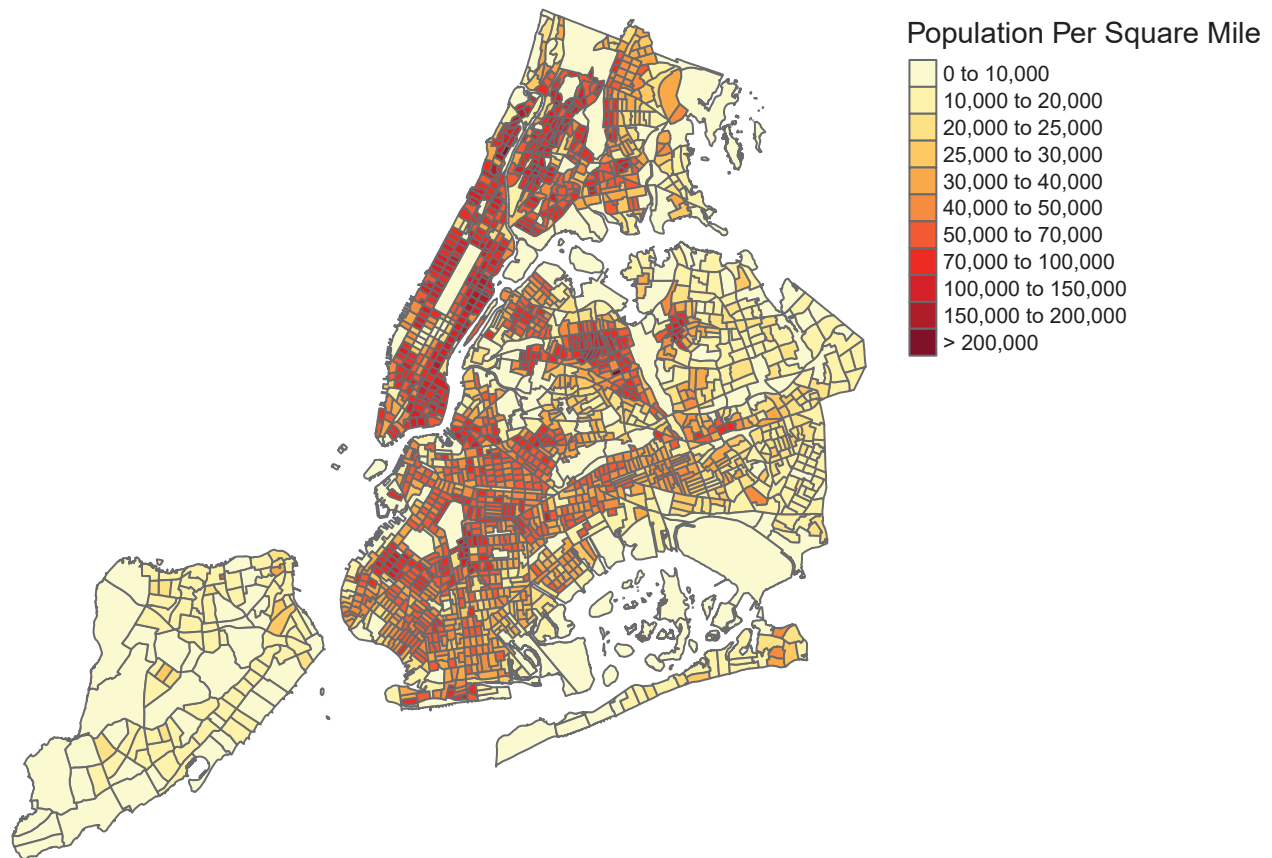 Population Per Square Mile
0 to 10,000
10,000 to 20,000
20,000 to 25,000
25,000 to 30,000
30,000 to 40,000
40,000 to 50,000
50,000 to 70,000
70,000 to 100,000
100,000 to 150,000
150,000 to 200,000
> 200,000